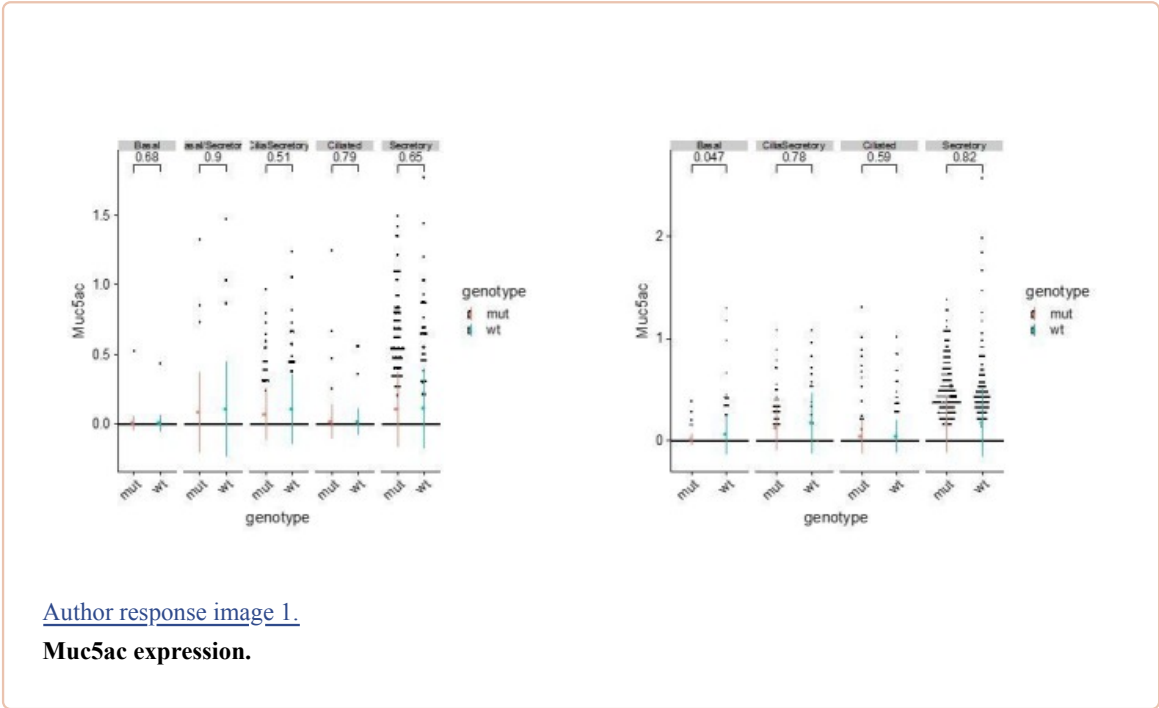 Basal asal/Secretor CiliaSecretory Ciliated Secretory
0.68 0.9 0.51 0.79 0.65
1.5
1.0
0.5
0.0
Muc5ac
mut wt mut wt mut wt mut wt mut wt
genotype
genotype
mut
wt
Basal CiliaSecretory Ciliated Secretory
0.047 0.78 0.59 0.82
2
1
0
Muc5ac
mut wt mut wt mut wt mut wt
genotype
genotype
mut
wt
Author response image 1.
Muc5ac expression.